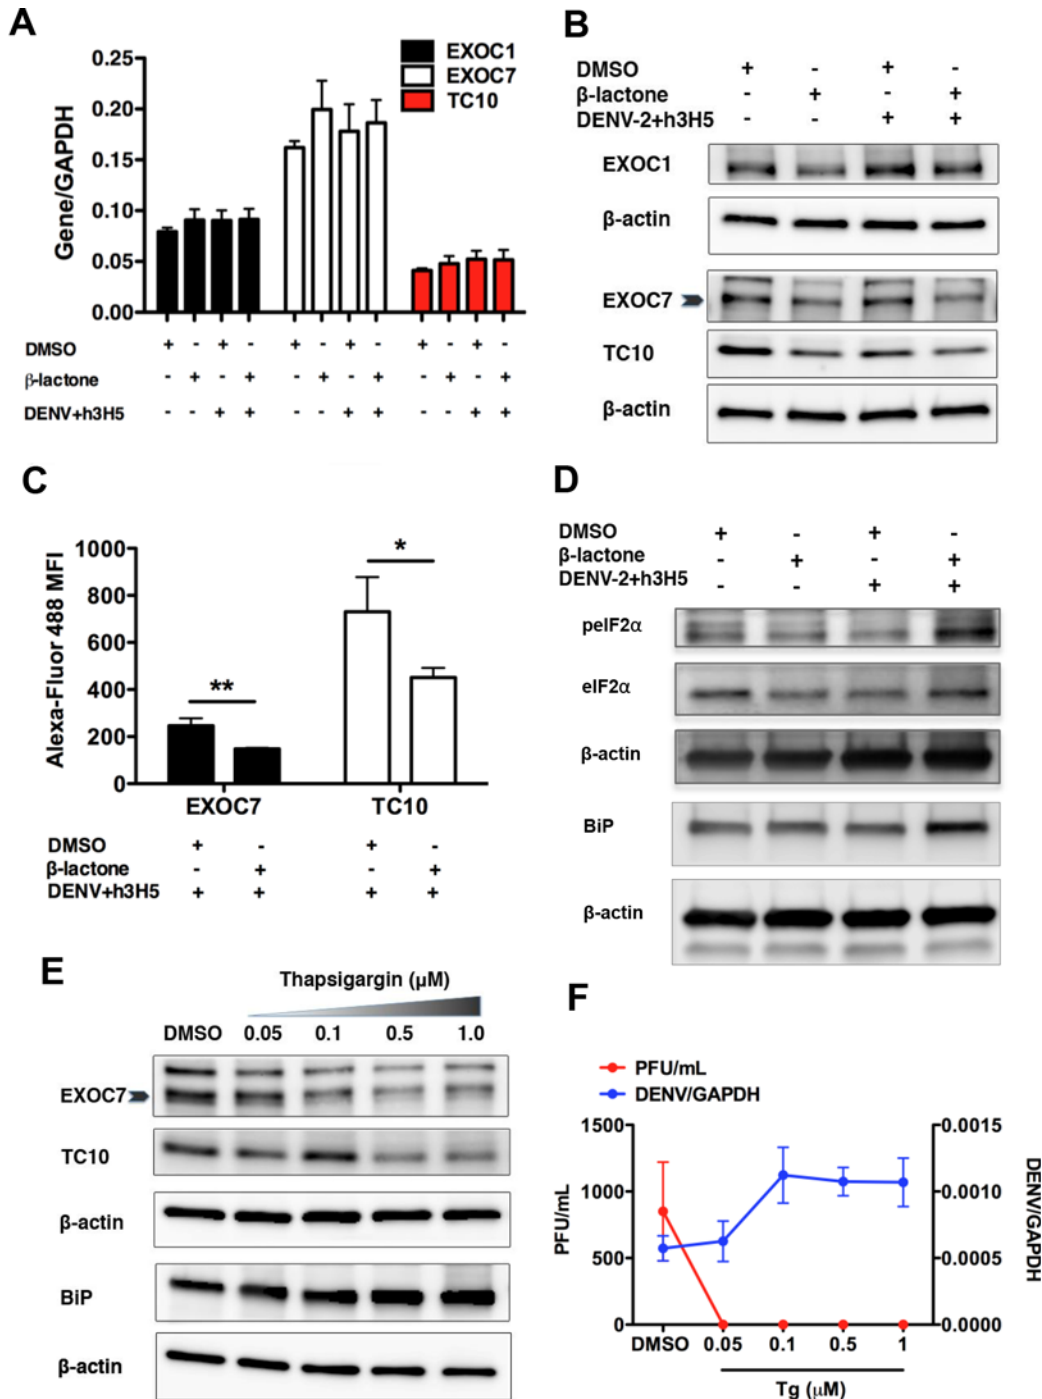 A
EXOC1
EXOC7
TC10
Gene/GAPDH
0.25
0.20
0.15
0.10
0.05
0.00
DMSO + - + - + - + - + - + -
β-lactone - + - + - + - + - + - +
DENV+h3H5 - - + + - - + + - - + +
B
DMSO + - + -
β-lactone - + - +
DENV-2+h3H5 - - + +
EXOC1
β-actin
EXOC7
TC10
β-actin
C
Alexa-Fluor 488 MFI
1000
800
600
400
200
0
**
*
EXOC7 TC10
DMSO + - + -
β-lactone - + - +
DENV+h3H5 + + + +
D
DMSO + - + -
β-lactone - + - +
DENV-2+h3H5 - - + +
peIF2α
eIF2α
β-actin
BiP
β-actin
E
Thapsigargin (μM)
DMSO 0.05 0.1 0.5 1.0
EXOC7
TC10
β-actin
BiP
β-actin
F
PFU/mL
DENV/GAPDH
PFU/mL
1500
1000
500
0
0.0015
0.0010
0.0005
0.0000
DENV/GAPDH
DMSO 0.05 0.1 0.5 1
Tg (μM)